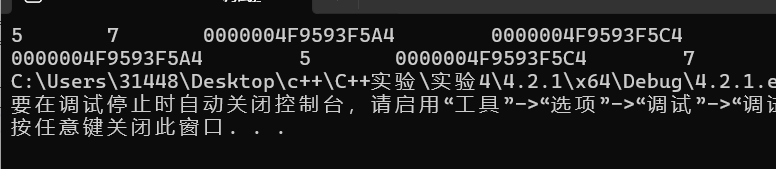 5 7 0000004F9593F5A4 0000004F9593F5C4
0000004F9593F5A4 5 0000004F9593F5C4 7
C:\Users\31448\Desktop\c++\C++实验\实验4\4.2.1\x64\Debug\4.2.1.e
要在调试停止时自动关闭控制台，请启用“工具”->“选项”->“调试”->“调试
按任意键关闭此窗口. . .